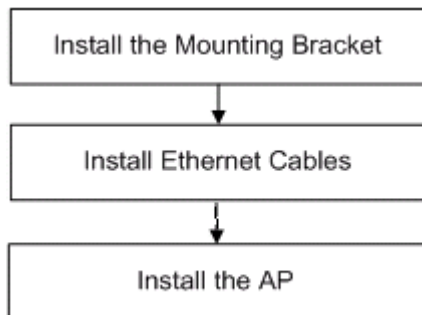 Install the Mounting Bracket
Install Ethernet Cables
Install the AP